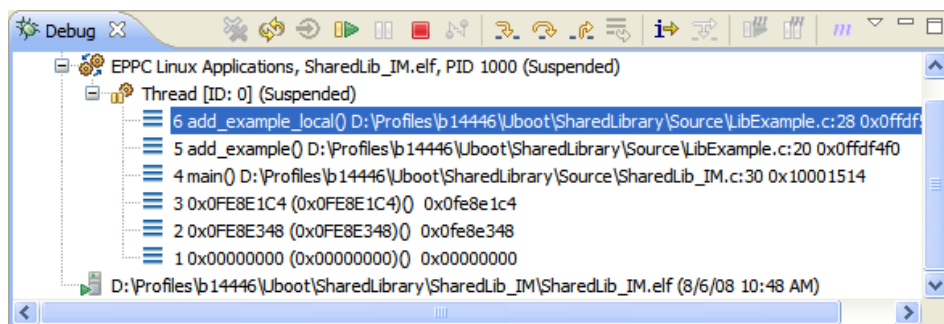 Debug
i m
EPPC Linux Applications, SharedLib_IM.elf, PID 1000 (Suspended)
Thread [ID: 0] (Suspended)
6 add_example_local() D:\Profiles\b14446\Uboot\SharedLibrary\Source\LibExample.c:28 0x0ffdf
5 add_example() D:\Profiles\b14446\Uboot\SharedLibrary\Source\LibExample.c:20 0x0ffdf4f0
4 main() D:\Profiles\b14446\Uboot\SharedLibrary\Source\SharedLib_IM.c:30 0x10001514
3 0x0FE8E1C4 (0x0FE8E1C4)() 0x0fe8e1c4
2 0x0FE8E348 (0x0FE8E348)() 0x0fe8e348
1 0x00000000 (0x00000000)() 0x00000000
D:\Profiles\b14446\Uboot\SharedLibrary\SharedLib_IM\SharedLib_IM.elf (8/6/08 10:48 AM)